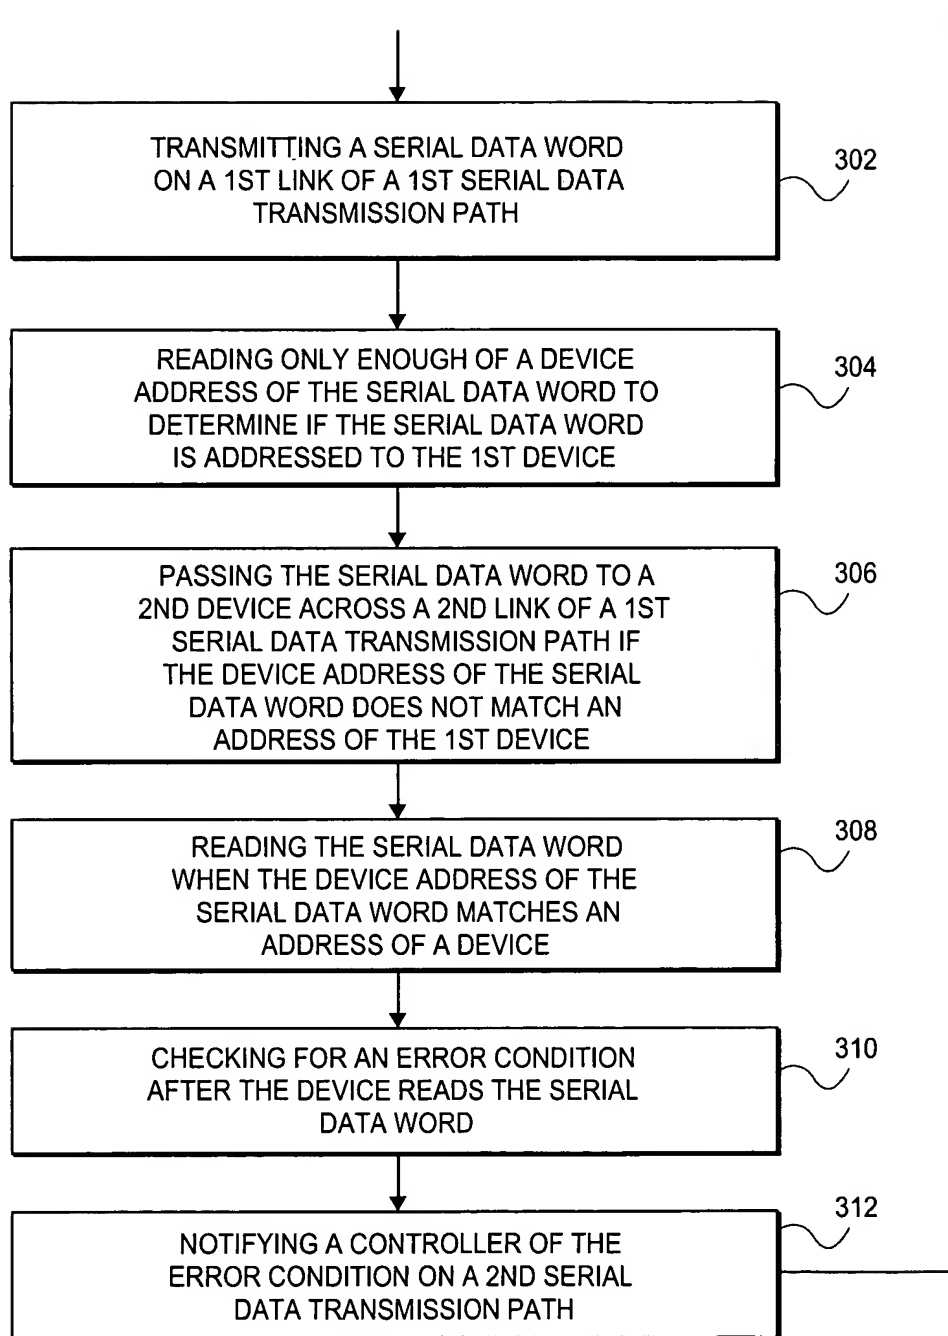 TRANSMITTING A SERIAL DATA WORD
ON A 1ST LINK OF A 1ST SERIAL DATA
TRANSMISSION PATH
302
READING ONLY ENOUGH OF A DEVICE
ADDRESS OF THE SERIAL DATA WORD TO
DETERMINE IF THE SERIAL DATA WORD
IS ADDRESSED TO THE 1ST DEVICE
304
PASSING THE SERIAL DATA WORD TO A
2ND DEVICE ACROSS A 2ND LINK OF A 1ST
SERIAL DATA TRANSMISSION PATH IF
THE DEVICE ADDRESS OF THE SERIAL
DATA WORD DOES NOT MATCH AN
ADDRESS OF THE 1ST DEVICE
306
READING THE SERIAL DATA WORD
WHEN THE DEVICE ADDRESS OF THE
SERIAL DATA WORD MATCHES AN
ADDRESS OF A DEVICE
308
CHECKING FOR AN ERROR CONDITION
AFTER THE DEVICE READS THE SERIAL
DATA WORD
310
NOTIFYING A CONTROLLER OF THE
ERROR CONDITION ON A 2ND SERIAL
DATA TRANSMISSION PATH
312